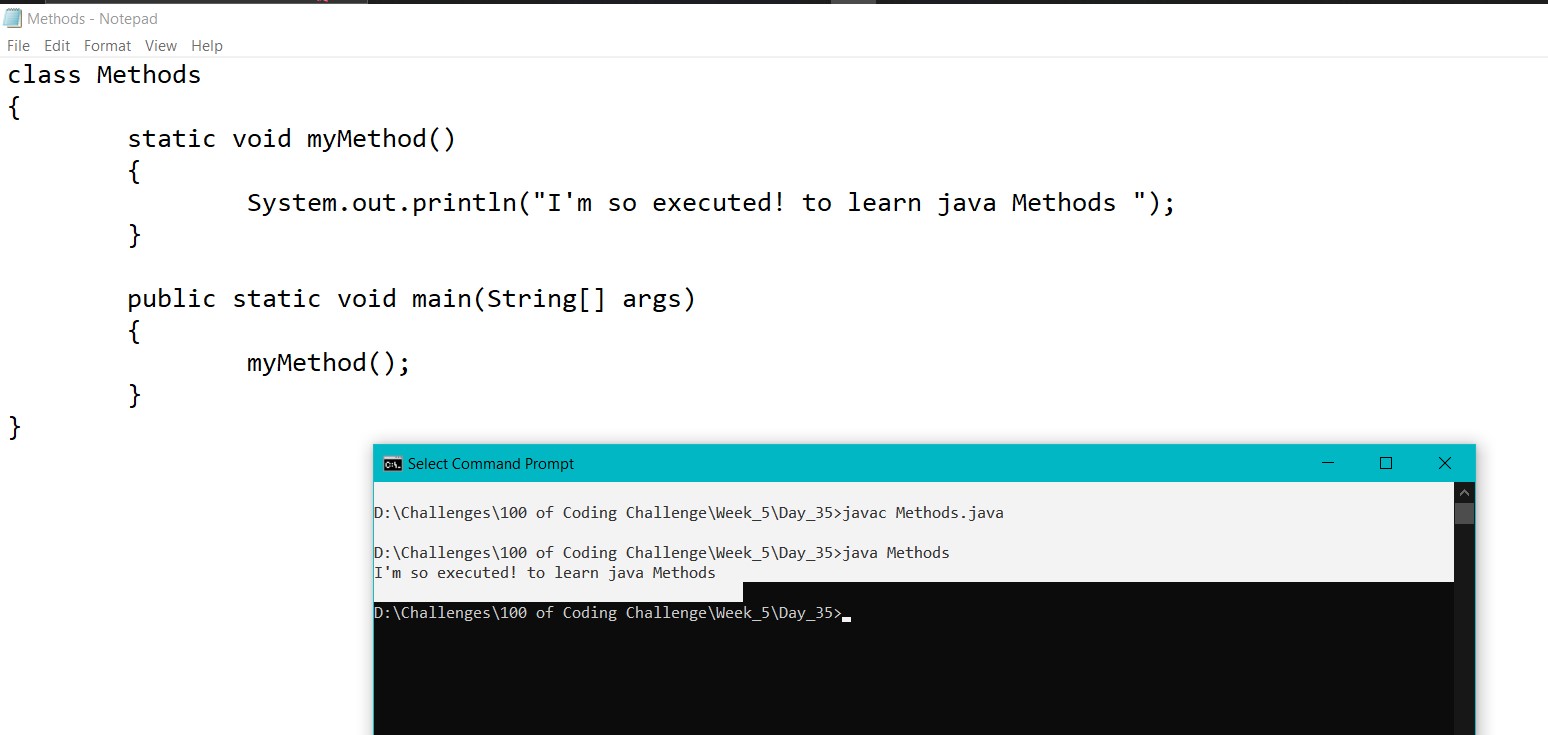 Methods - Notepad
File Edit Format View Help
class Methods
{
static void myMethod()
{
System.out.println("I'm so executed! to learn java Methods ");
}
public static void main(String[] args)
{
myMethod();
}
}
Select Command Prompt
D:\Challenges\100 of Coding Challenge\Week_5\Day_35>javac Methods.java
D:\Challenges\100 of Coding Challenge\Week_5\Day_35>java Methods
I'm so executed! to learn java Methods
D:\Challenges\100 of Coding Challenge\Week_5\Day_35>